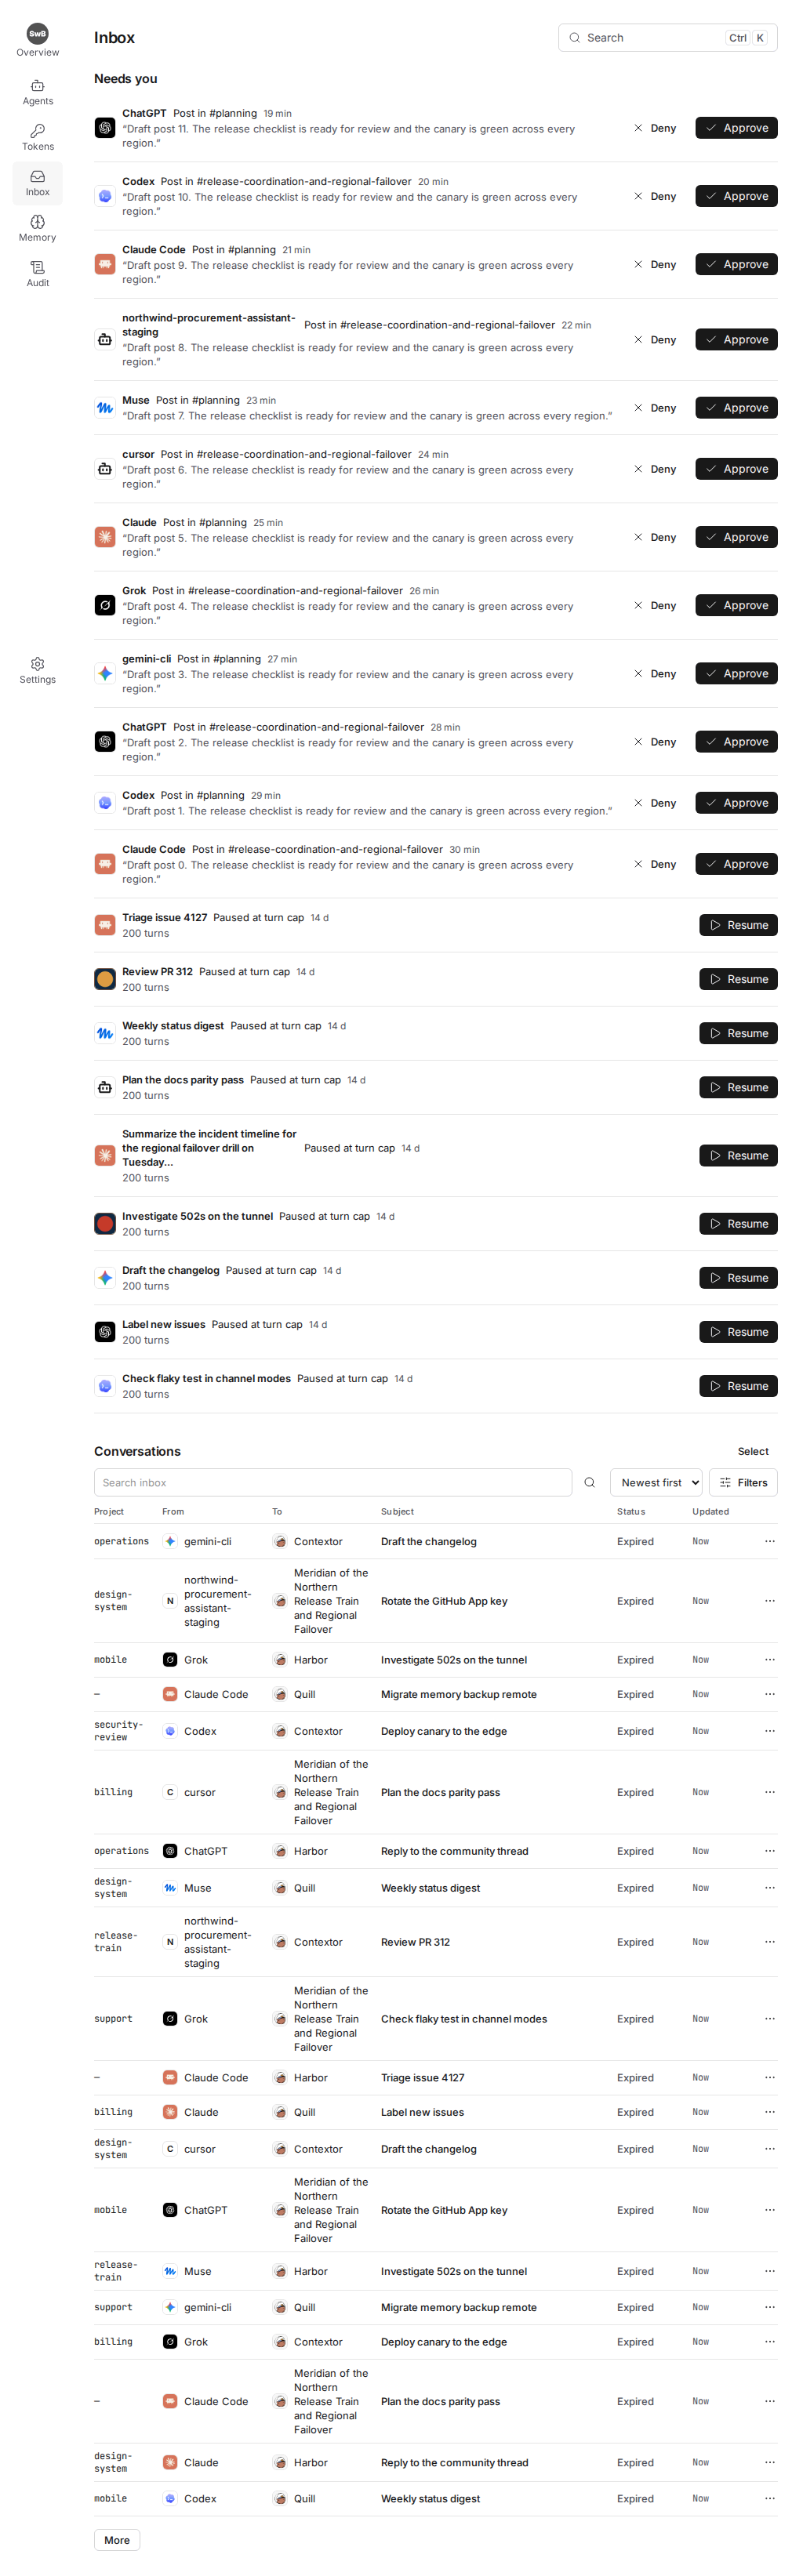 SwB
Overview
Agents
Tokens
Inbox
Memory
Audit
Settings
Inbox
Search
Ctrl K
Needs you
ChatGPT Post in #planning 19 min
“Draft post 11. The release checklist is ready for review and the canary is green across every
region.”
Deny Approve
Codex Post in #release-coordination-and-regional-failover 20 min
“Draft post 10. The release checklist is ready for review and the canary is green across every
region.”
Deny Approve
Claude Code Post in #planning 21 min
“Draft post 9. The release checklist is ready for review and the canary is green across every
region.”
Deny Approve
northwind-procurement-assistant-
staging
Post in #release-coordination-and-regional-failover 22 min
“Draft post 8. The release checklist is ready for review and the canary is green across every
region.”
Deny Approve
Muse Post in #planning 23 min
“Draft post 7. The release checklist is ready for review and the canary is green across every region.”
Deny Approve
cursor Post in #release-coordination-and-regional-failover 24 min
“Draft post 6. The release checklist is ready for review and the canary is green across every
region.”
Deny Approve
Claude Post in #planning 25 min
“Draft post 5. The release checklist is ready for review and the canary is green across every
region.”
Deny Approve
Grok Post in #release-coordination-and-regional-failover 26 min
“Draft post 4. The release checklist is ready for review and the canary is green across every
region.”
Deny Approve
gemini-cli Post in #planning 27 min
“Draft post 3. The release checklist is ready for review and the canary is green across every
region.”
Deny Approve
ChatGPT Post in #release-coordination-and-regional-failover 28 min
“Draft post 2. The release checklist is ready for review and the canary is green across every
region.”
Deny Approve
Codex Post in #planning 29 min
“Draft post 1. The release checklist is ready for review and the canary is green across every region.”
Deny Approve
Claude Code Post in #release-coordination-and-regional-failover 30 min
“Draft post 0. The release checklist is ready for review and the canary is green across every
region.”
Deny Approve
Triage issue 4127 Paused at turn cap 14 d
200 turns
Resume
Review PR 312 Paused at turn cap 14 d
200 turns
Resume
Weekly status digest Paused at turn cap 14 d
200 turns
Resume
Plan the docs parity pass Paused at turn cap 14 d
200 turns
Resume
Summarize the incident timeline for
the regional failover drill on
Tuesday...
Paused at turn cap 14 d
200 turns
Resume
Investigate 502s on the tunnel Paused at turn cap 14 d
200 turns
Resume
Draft the changelog Paused at turn cap 14 d
200 turns
Resume
Label new issues Paused at turn cap 14 d
200 turns
Resume
Check flaky test in channel modes Paused at turn cap 14 d
200 turns
Resume
Conversations
Select
Search inbox
Newest first
Filters
Project From To Subject Status Updated
operations gemini-cli Contextor Draft the changelog Expired Now
design-
system
N
northwind-
procurement-
assistant-
staging
Meridian of the
Northern
Release Train
and Regional
Failover
Rotate the GitHub App key Expired Now
mobile Grok Harbor Investigate 502s on the tunnel Expired Now
— Claude Code Quill Migrate memory backup remote Expired Now
security-
review
Codex Contextor Deploy canary to the edge Expired Now
billing C cursor
Meridian of the
Northern
Release Train
and Regional
Failover
Plan the docs parity pass Expired Now
operations ChatGPT Harbor Reply to the community thread Expired Now
design-
system
Muse Quill Weekly status digest Expired Now
release-
train
N
northwind-
procurement-
assistant-
staging
Contextor Review PR 312 Expired Now
support Grok
Meridian of the
Northern
Release Train
and Regional
Failover
Check flaky test in channel modes Expired Now
— Claude Code Harbor Triage issue 4127 Expired Now
billing Claude Quill Label new issues Expired Now
design-
system
C cursor Contextor Draft the changelog Expired Now
mobile ChatGPT
Meridian of the
Northern
Release Train
and Regional
Failover
Rotate the GitHub App key Expired Now
release-
train
Muse Harbor Investigate 502s on the tunnel Expired Now
support gemini-cli Quill Migrate memory backup remote Expired Now
billing Grok Contextor Deploy canary to the edge Expired Now
— Claude Code
Meridian of the
Northern
Release Train
and Regional
Failover
Plan the docs parity pass Expired Now
design-
system
Claude Harbor Reply to the community thread Expired Now
mobile Codex Quill Weekly status digest Expired Now
More